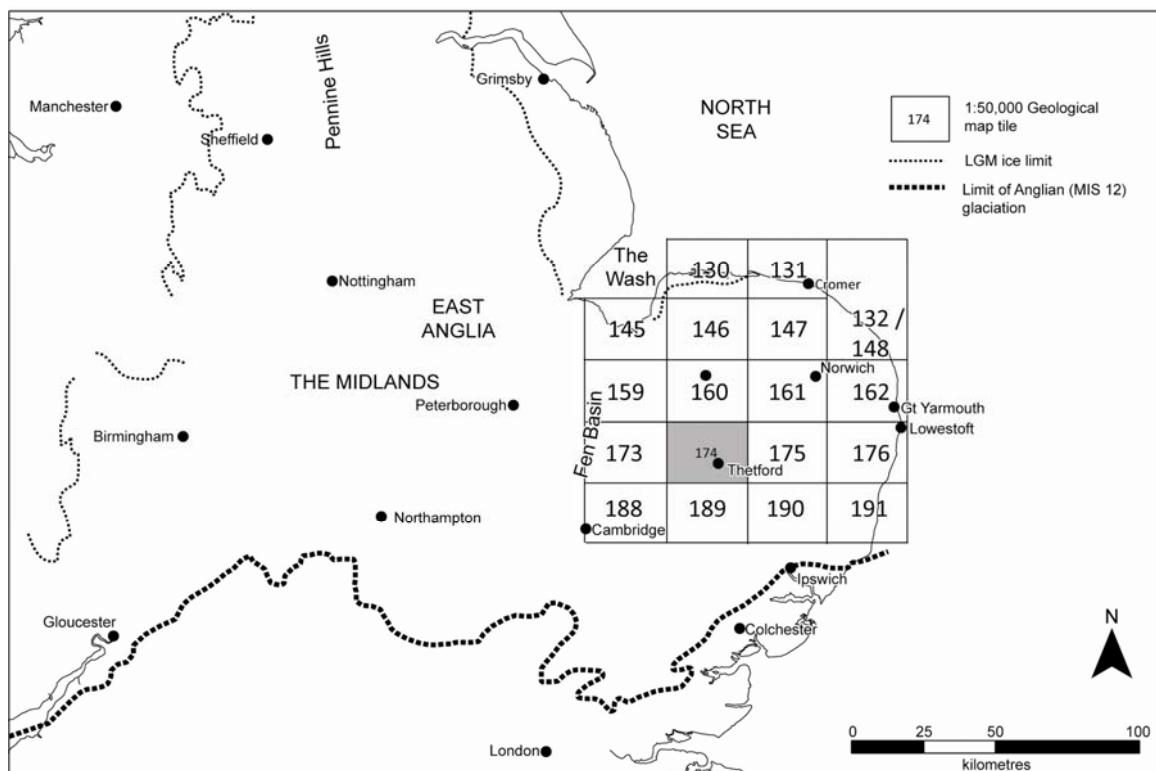 Pennine Hills
Grimsby
Manchester
Sheffield
NORTH
SEA
174
1:50,000 Geological
map tile
LGM ice limit
Limit of Anglian (MIS 12)
glaciation
The
Wash
130
131
Cromer
Nottingham
EAST
ANGLIA
145
146
147
132 /
148
THE MIDLANDS
Norwich
159
160
161
162
Peterborough
Gt Yarmouth
Birmingham
Fen Basin
Lowestoft
173
174
175
176
Thetford
188
189
190
191
Northampton
Cambridge
Ipswich
Gloucester
Colchester
N
London
0
25
50
100
kilometres